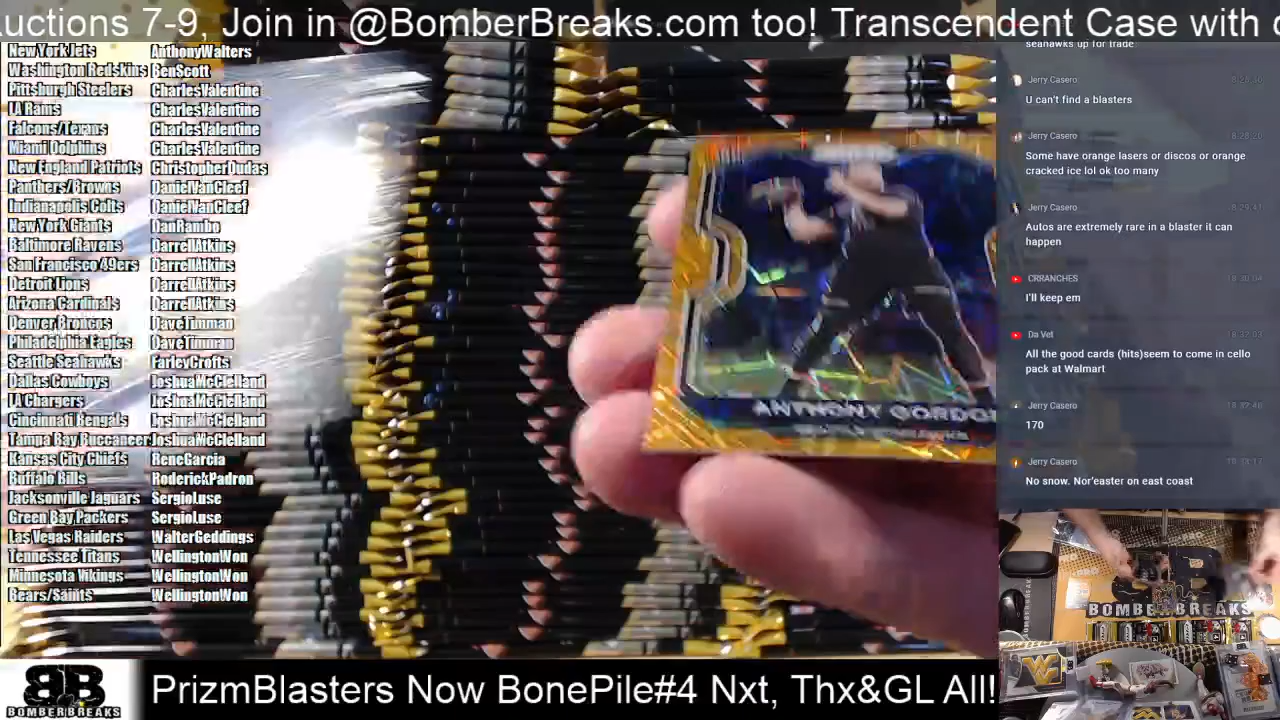 uctions 7-9, Join in @BomberBreaks.com too! Transcendent Case with
New York Jets AnthonyWalters
Washington Redskins BenScott
Pittsburgh Steelers CharlesValentine
LA Rams CharlesValentine
Falcons/Texans CharlesValentine
Miami Dolphins CharlesValentine
New England Patriots ChristopherDudas
Panthers/Browns DanielVanCleef
Indianapolis Colts DanielVanCleef
New York Giants DanRambo
Baltimore Ravens DarrellAtkins
San Francisco 49ers DarrellAtkins
Detroit Lions DarrellAtkins
Arizona Cardinals DarrellAtkins
Denver Broncos DaveTinman
Philadelphia Eagles DaveTinman
Seattle Seahawks FarleyCrofts
Dallas Cowboys JoshuaMcClelland
LA Chargers JoshuaMcClelland
Cincinnati Bengals JoshuaMcClelland
Tampa Bay Buccaneer JoshuaMcClelland
Kansas City Chiefs ReneGarcia
Buffalo Bills RoderickPadron
Jacksonville Jaguars SergioLuse
Green Bay Packers SergioLuse
Las Vegas Raiders WalterGeddings
Tennessee Titans WellingtonWon
Minnesota Vikings WellingtonWon
Bears/Saints WellingtonWon
ANTHONY GORDO
seahawks up for trade
Jerry Casero
U can't find a blasters
Jerry Casero
Some have orange lasers or discos or orange
cracked ice lol ok too many
Jerry Casero
Autos are extremely rare in a blaster it can
happen
CRRANCHES
I'll keep em
Da Vet
All the good cards (hits)seem to come in cello
pack at Walmart
Jerry Casero
170
Jerry Casero
No snow. Nor'easter on east coast
BOMBERBREAKS
BB
BOMBERBREAKS
PrizmBlasters Now BonePile#4 Nxt, Thx&GL All!